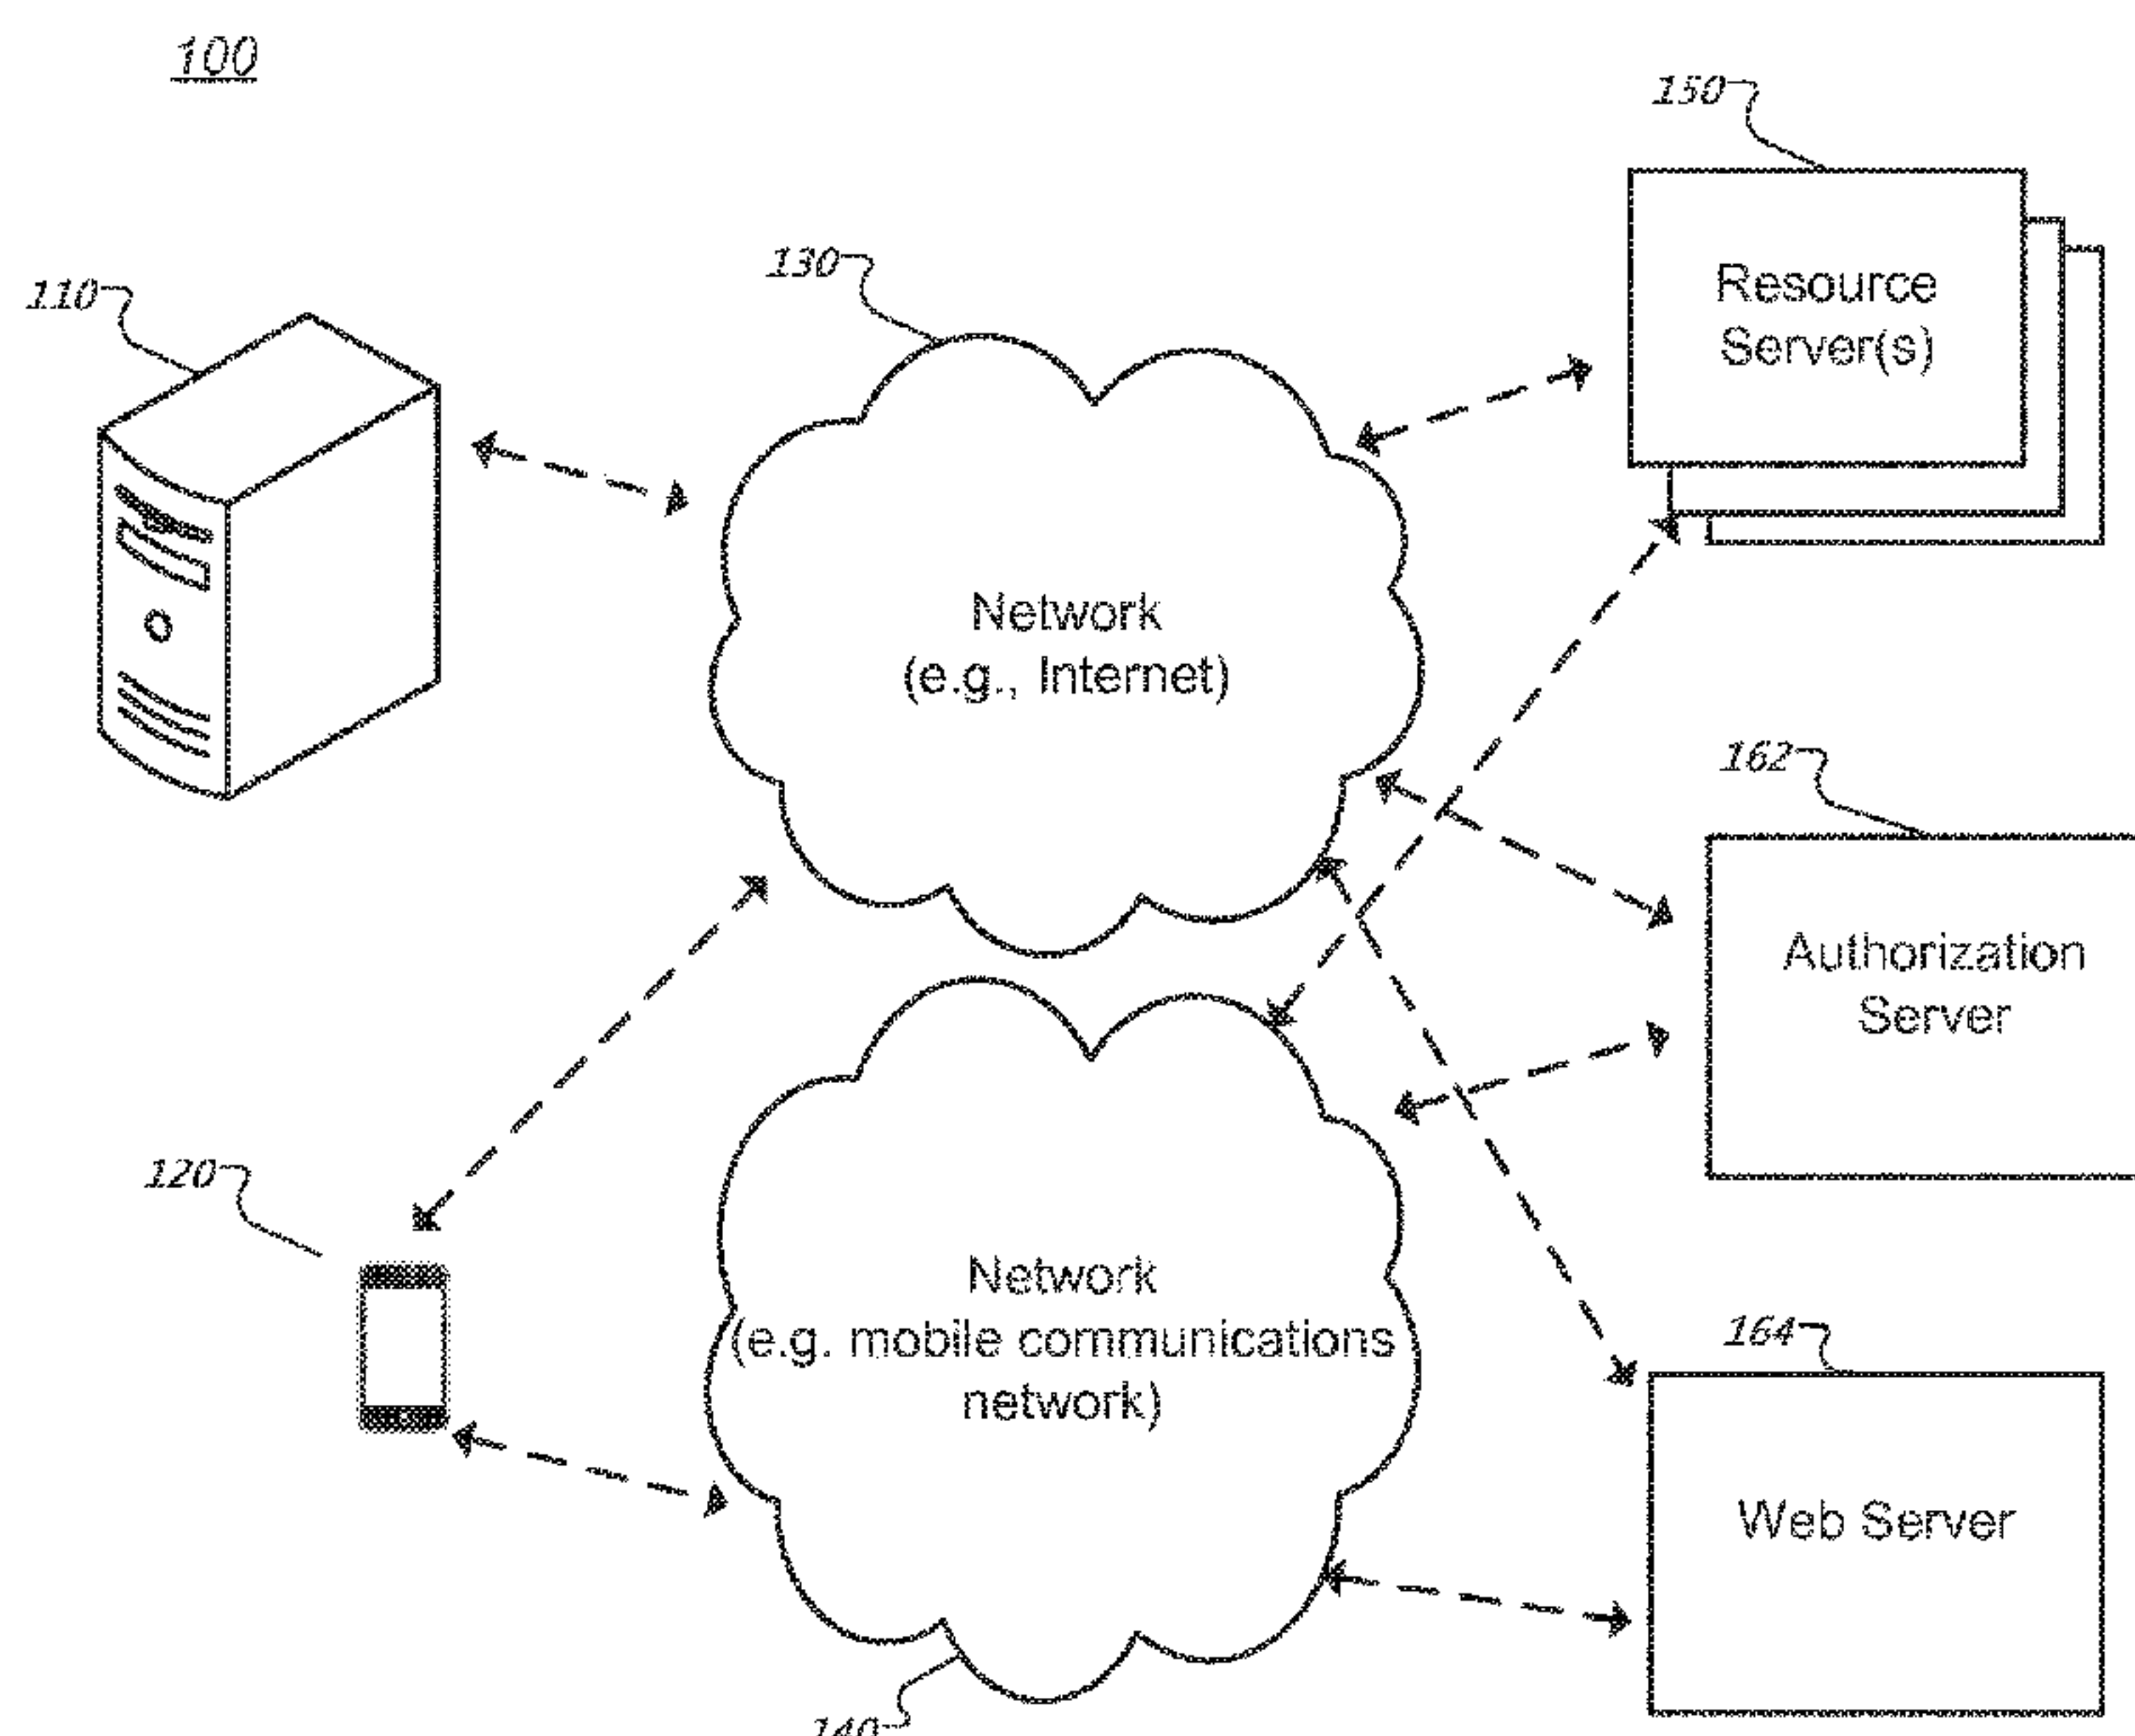 100
150
130
110
Resource
Server(s)
Network
(e.g., Internet)
162
Authorization
Server
120
Network
(e.g. mobile communications
network)
164
Web Server
140